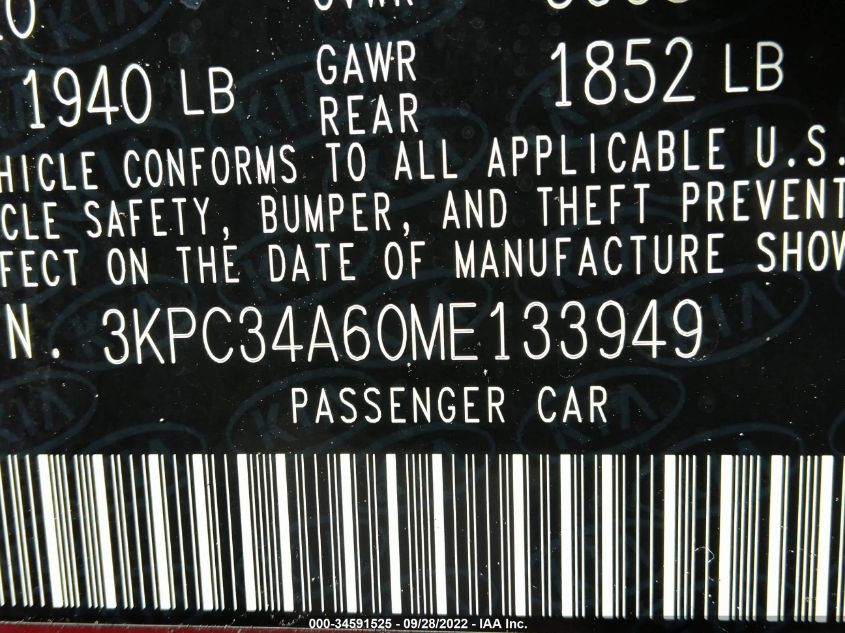 1940 LB GAWR REAR 1852 LB
HICLE CONFORMS TO ALL APPLICABLE U.S.
CLE SAFETY, BUMPER, AND THEFT PREVENT
FECT ON THE DATE OF MANUFACTURE SHOW
N. 3KPC34A60ME133949
PASSENGER CAR
000-34591525 - 09/28/2022 - IAA Inc.